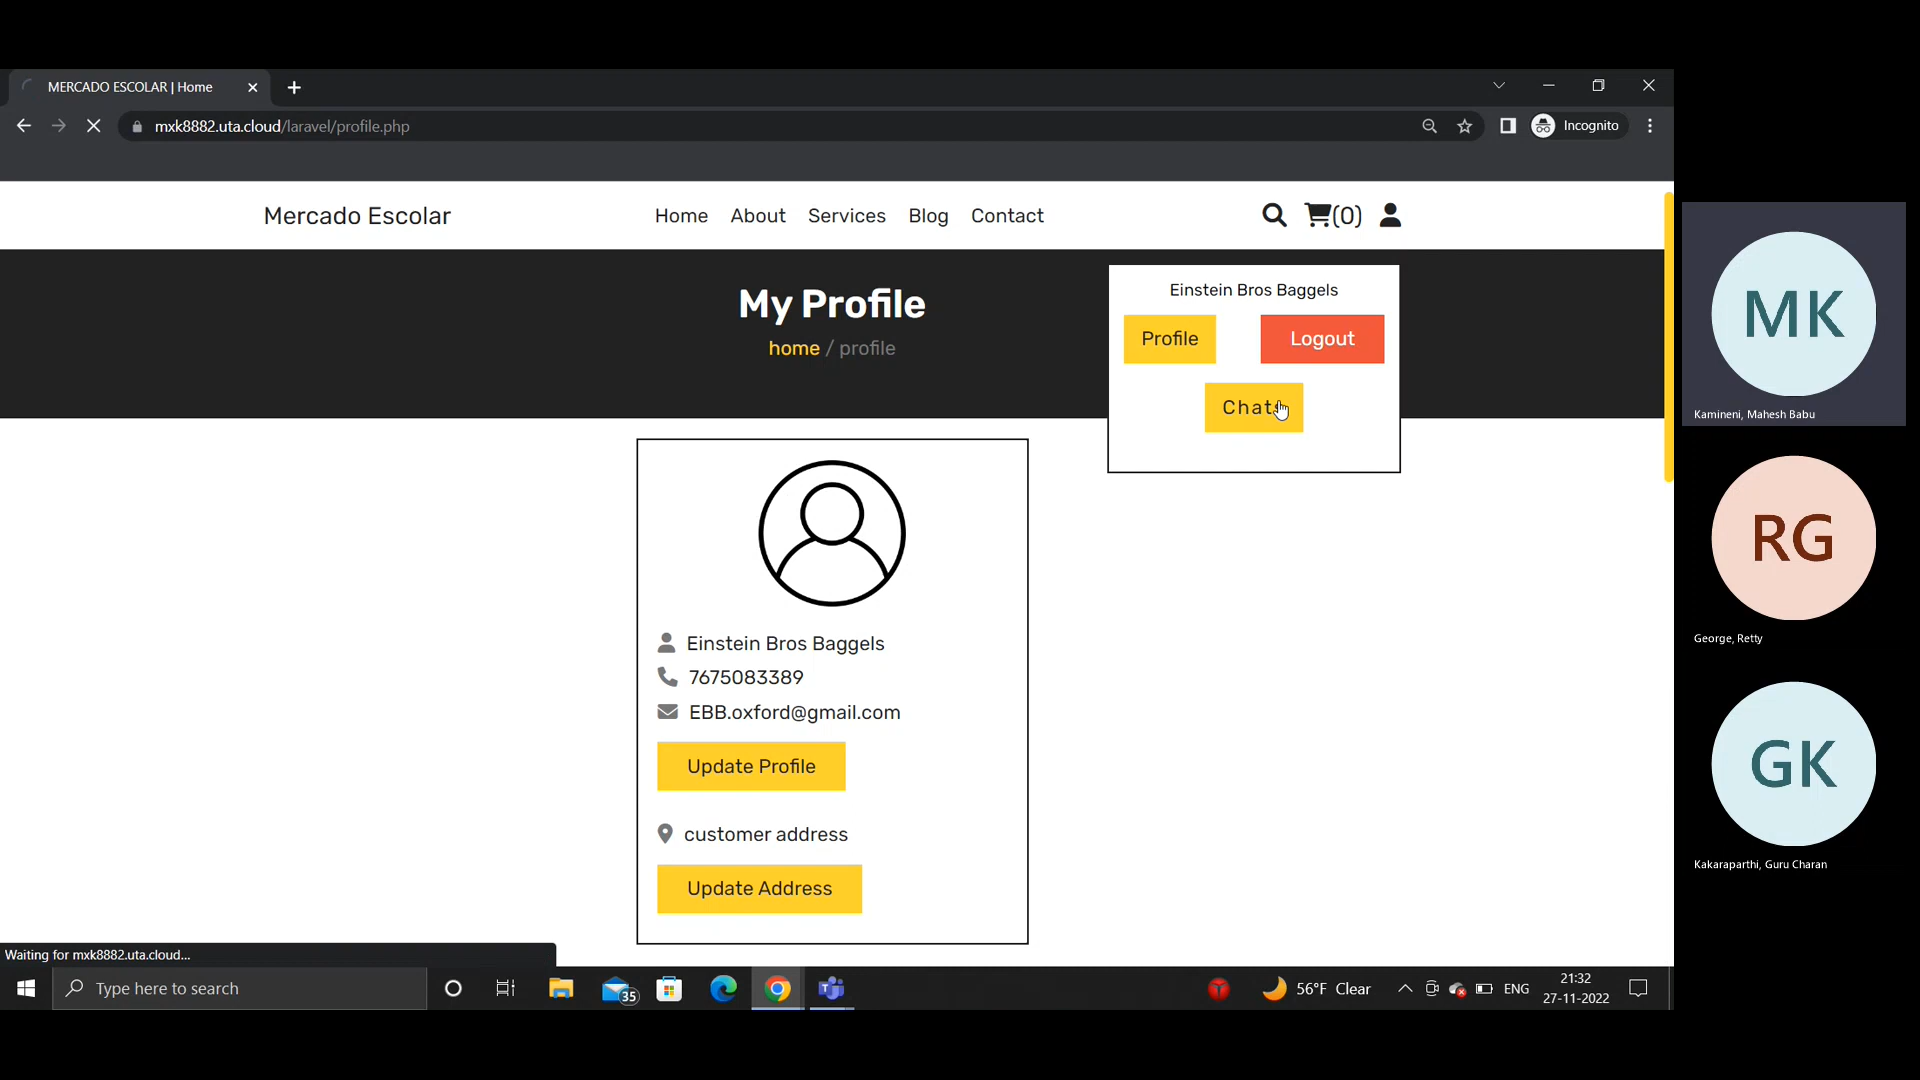 MERCADO ESCOLAR | Home
mxk8882.uta.cloud/laravel/profile.php
Incognito
Mercado Escolar
Home About Services Blog Contact
(0)
My Profile
home / profile
Einstein Bros Baggels
Profile
Logout
Chat
Einstein Bros Baggels
7675083389
EBB.oxford@gmail.com
Update Profile
customer address
Update Address
Waiting for mxk8882.uta.cloud...
Type here to search
35
56°F Clear
ENG
21:32
27-11-2022
MK
Kamineni, Mahesh Babu
RG
George, Retty
GK
Kakaraparthi, Guru Charan